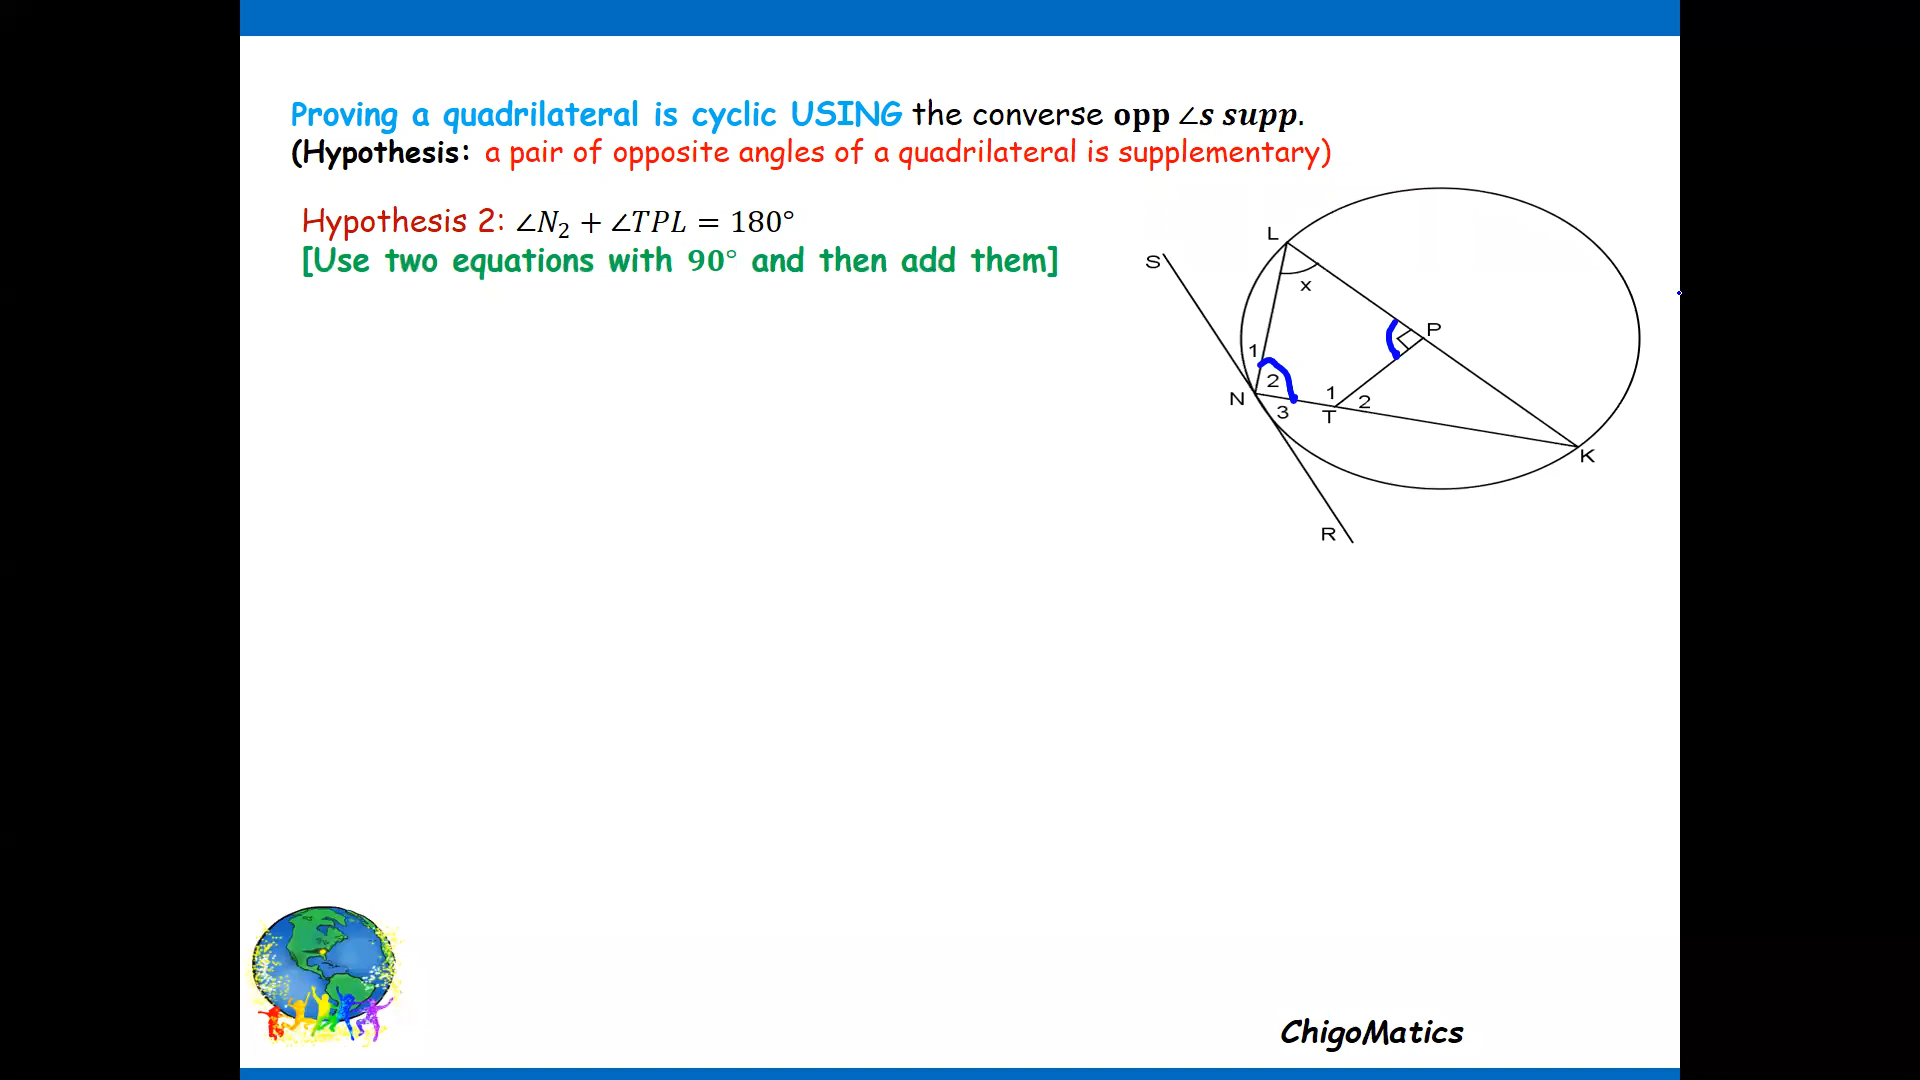 Proving a quadrilateral is cyclic USING the converse opp ∠s supp.
(Hypothesis: a pair of opposite angles of a quadrilateral is supplementary)
Hypothesis 2: ∠N₂ + ∠TPL = 180°
[Use two equations with 90° and then add them]
L
S
x
P
1
2
1
2
N
3
T
K
R
ChigoMatics